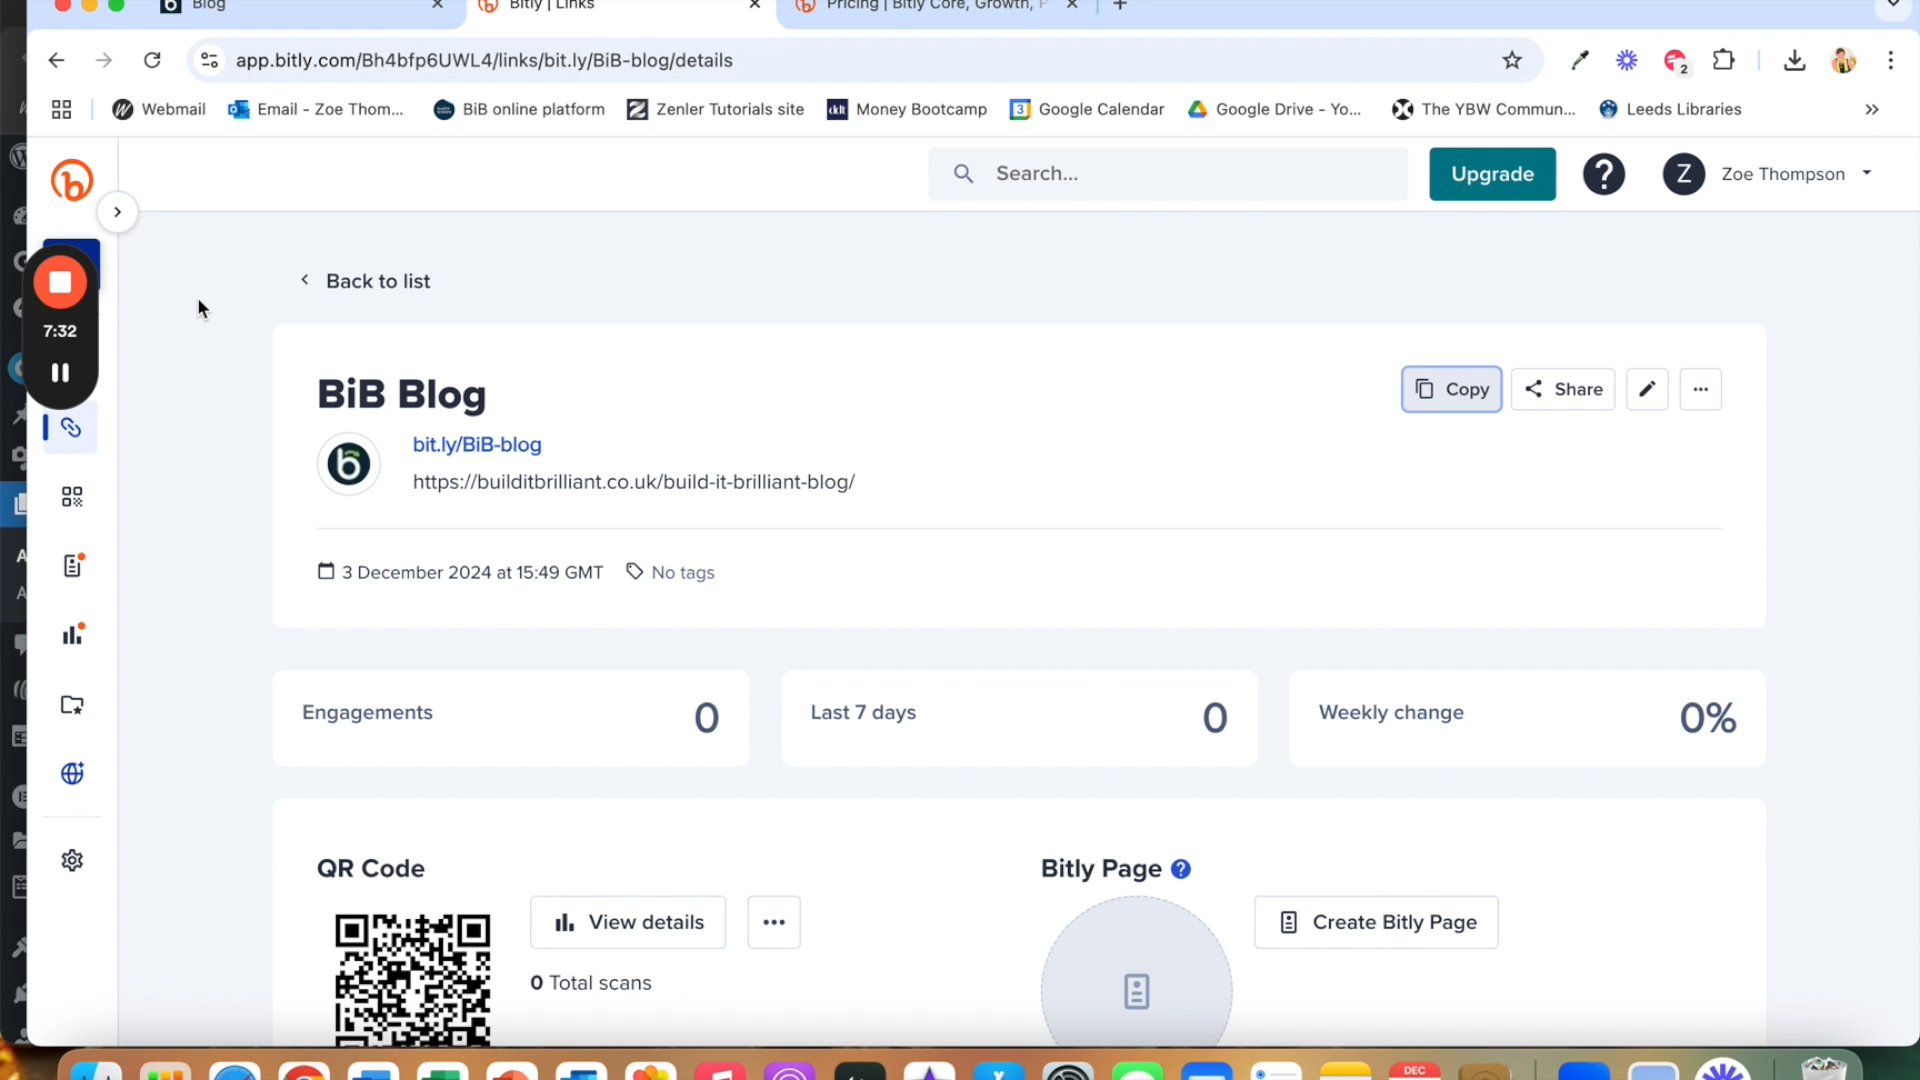 Blog
Bitly | Links
Pricing | Bitly Core, Growth, P
app.bitly.com/Bh4bfp6UWL4/links/bit.ly/BiB-blog/details
2
Webmail
Email - Zoe Thom...
BiB online platform
Zenler Tutorials site
Money Bootcamp
3
Google Calendar
Google Drive - Yo...
The YBW Commun...
Leeds Libraries
Search...
Upgrade
Z
Zoe Thompson
Back to list
7:32
BiB Blog
Copy
Share
bit.ly/BiB-blog
https://builditbrilliant.co.uk/build-it-brilliant-blog/
3 December 2024 at 15:49 GMT
No tags
Engagements
0
Last 7 days
0
Weekly change
0%
QR Code
Bitly Page
View details
Create Bitly Page
0 Total scans
DEC